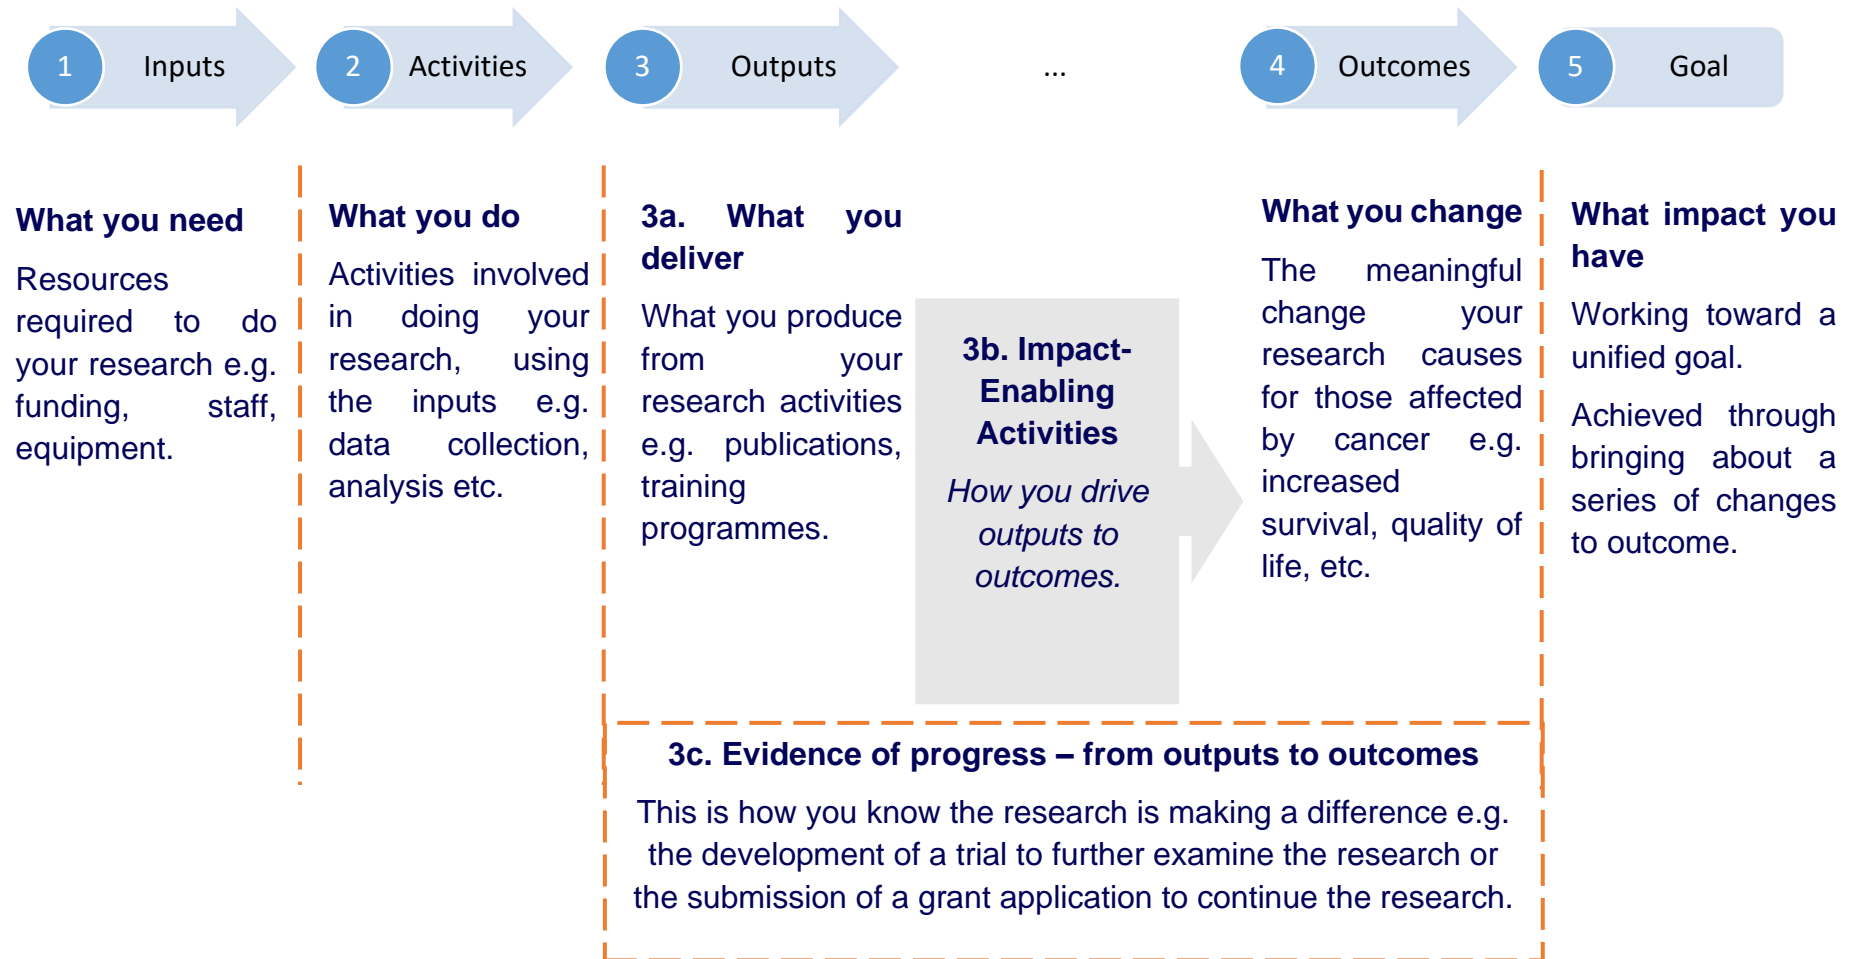 1 Inputs
2 Activities
3 Outputs
...
4 Outcomes
5 Goal
What you need
Resources
required to do
your research e.g.
funding, staff,
equipment.
What you do
Activities involved
in doing your
research, using
the inputs e.g.
data collection,
analysis etc.
3a. What you
deliver
What you produce
from your
research activities
e.g. publications,
training
programmes.
3b. Impact-
Enabling
Activities
How you drive
outputs to
outcomes.
What you change
The meaningful
change your
research causes
for those affected
by cancer e.g.
increased
survival, quality of
life, etc.
What impact you
have
Working toward a
unified goal.
Achieved through
bringing about a
series of changes
to outcome.
3c. Evidence of progress – from outputs to outcomes
This is how you know the research is making a difference e.g.
the development of a trial to further examine the research or
the submission of a grant application to continue the research.